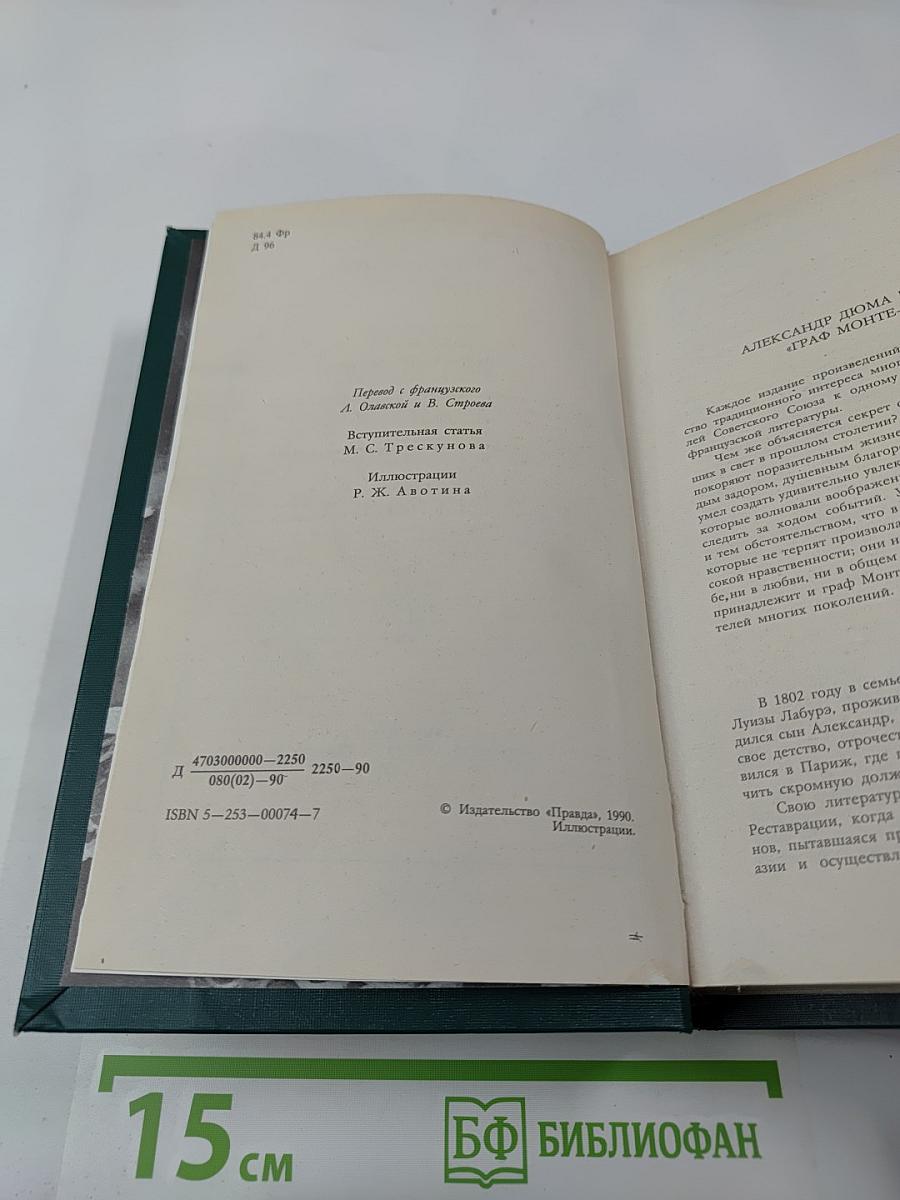 84.4 Фр
Д 96
Перевод с французского
Л. Олавской и В. Строева
Вступительная статья
М. С. Трескунова
Иллюстрации
Р. Ж. Авотина
Д 4703000000—2250 2250—90
080(02)—90
ISBN 5—253—00074—7
© Издательство «Правда», 1990.
Иллюстрации.
АЛЕКСАНДР ДЮМА
«ГРАФ МОНТЕ-
Каждое издание произведений
ство традиционного интереса мног
лей Советского Союза к одному
французской литературы.
Чем же объясняется секрет
ших в свет в прошлом столетии?
покоряют поразительным жизне
дым задором, душевным благор
умел создать удивительно увлек
которые волновали воображен
следить за ходом событий. У
и тем обстоятельством, что в
которые не терпят произвола
сокой нравственности; они н
бе, ни в любви, ни в общем
принадлежит и граф Монт
телей многих поколений.
В 1802 году в семье
Луизы Лабурэ, прожив
дился сын Александр,
свое детство, отрочест
вился в Париж, где
чить скромную долж
Свою литератур
Реставрации, когда
нов, пытавшаяся пр
азии и осуществл
15 см
БФ БИБЛИОФАН